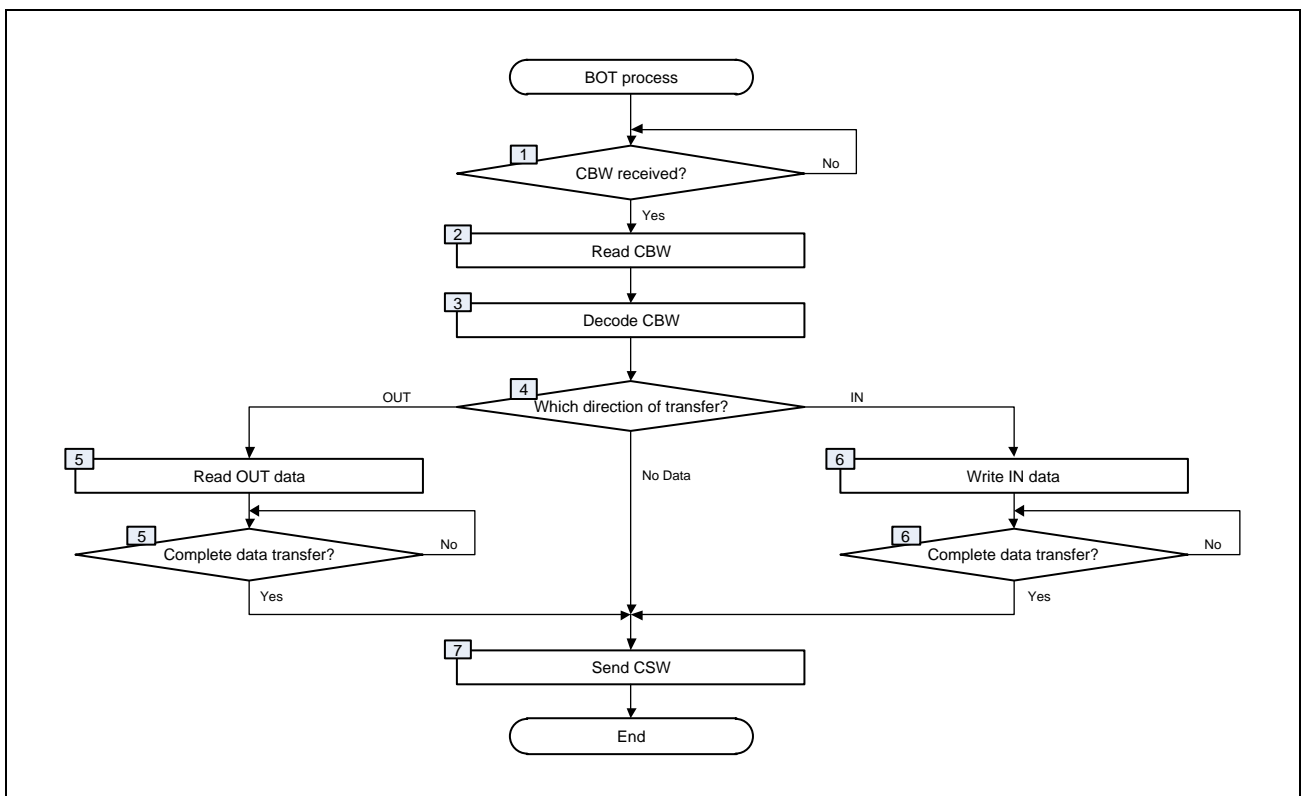 BOT process
1
CBW received?
No
Yes
2
Read CBW
3
Decode CBW
4
Which direction of transfer?
OUT
IN
No Data
5
Read OUT data
6
Write IN data
5
Complete data transfer?
No
Yes
6
Complete data transfer?
No
Yes
7
Send CSW
End